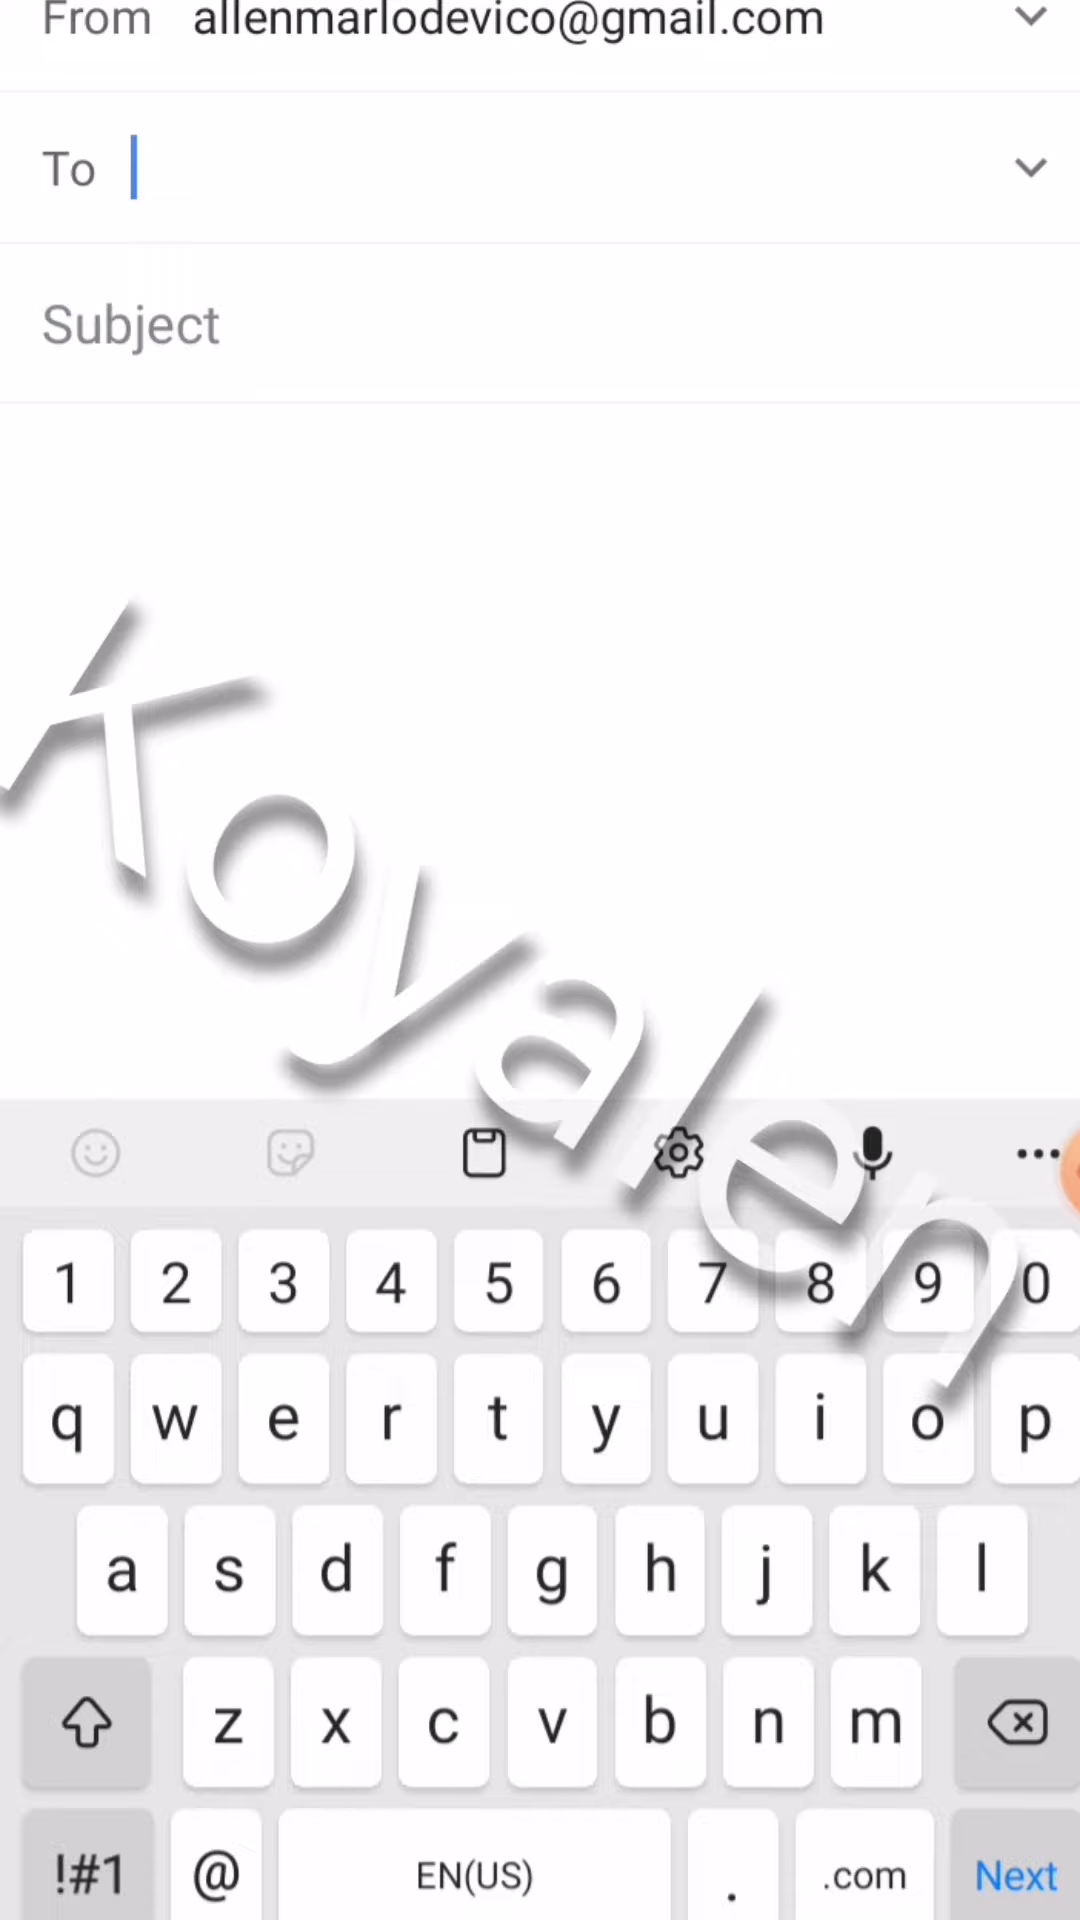 From allenmarlodevico@gmail.com
To
Subject
Koyalen
1 2 3 4 5 6 7 8 9 0
q w e r t y u i o p
a s d f g h j k l
z x c v b n m
!#1 @ EN(US) . .com Next